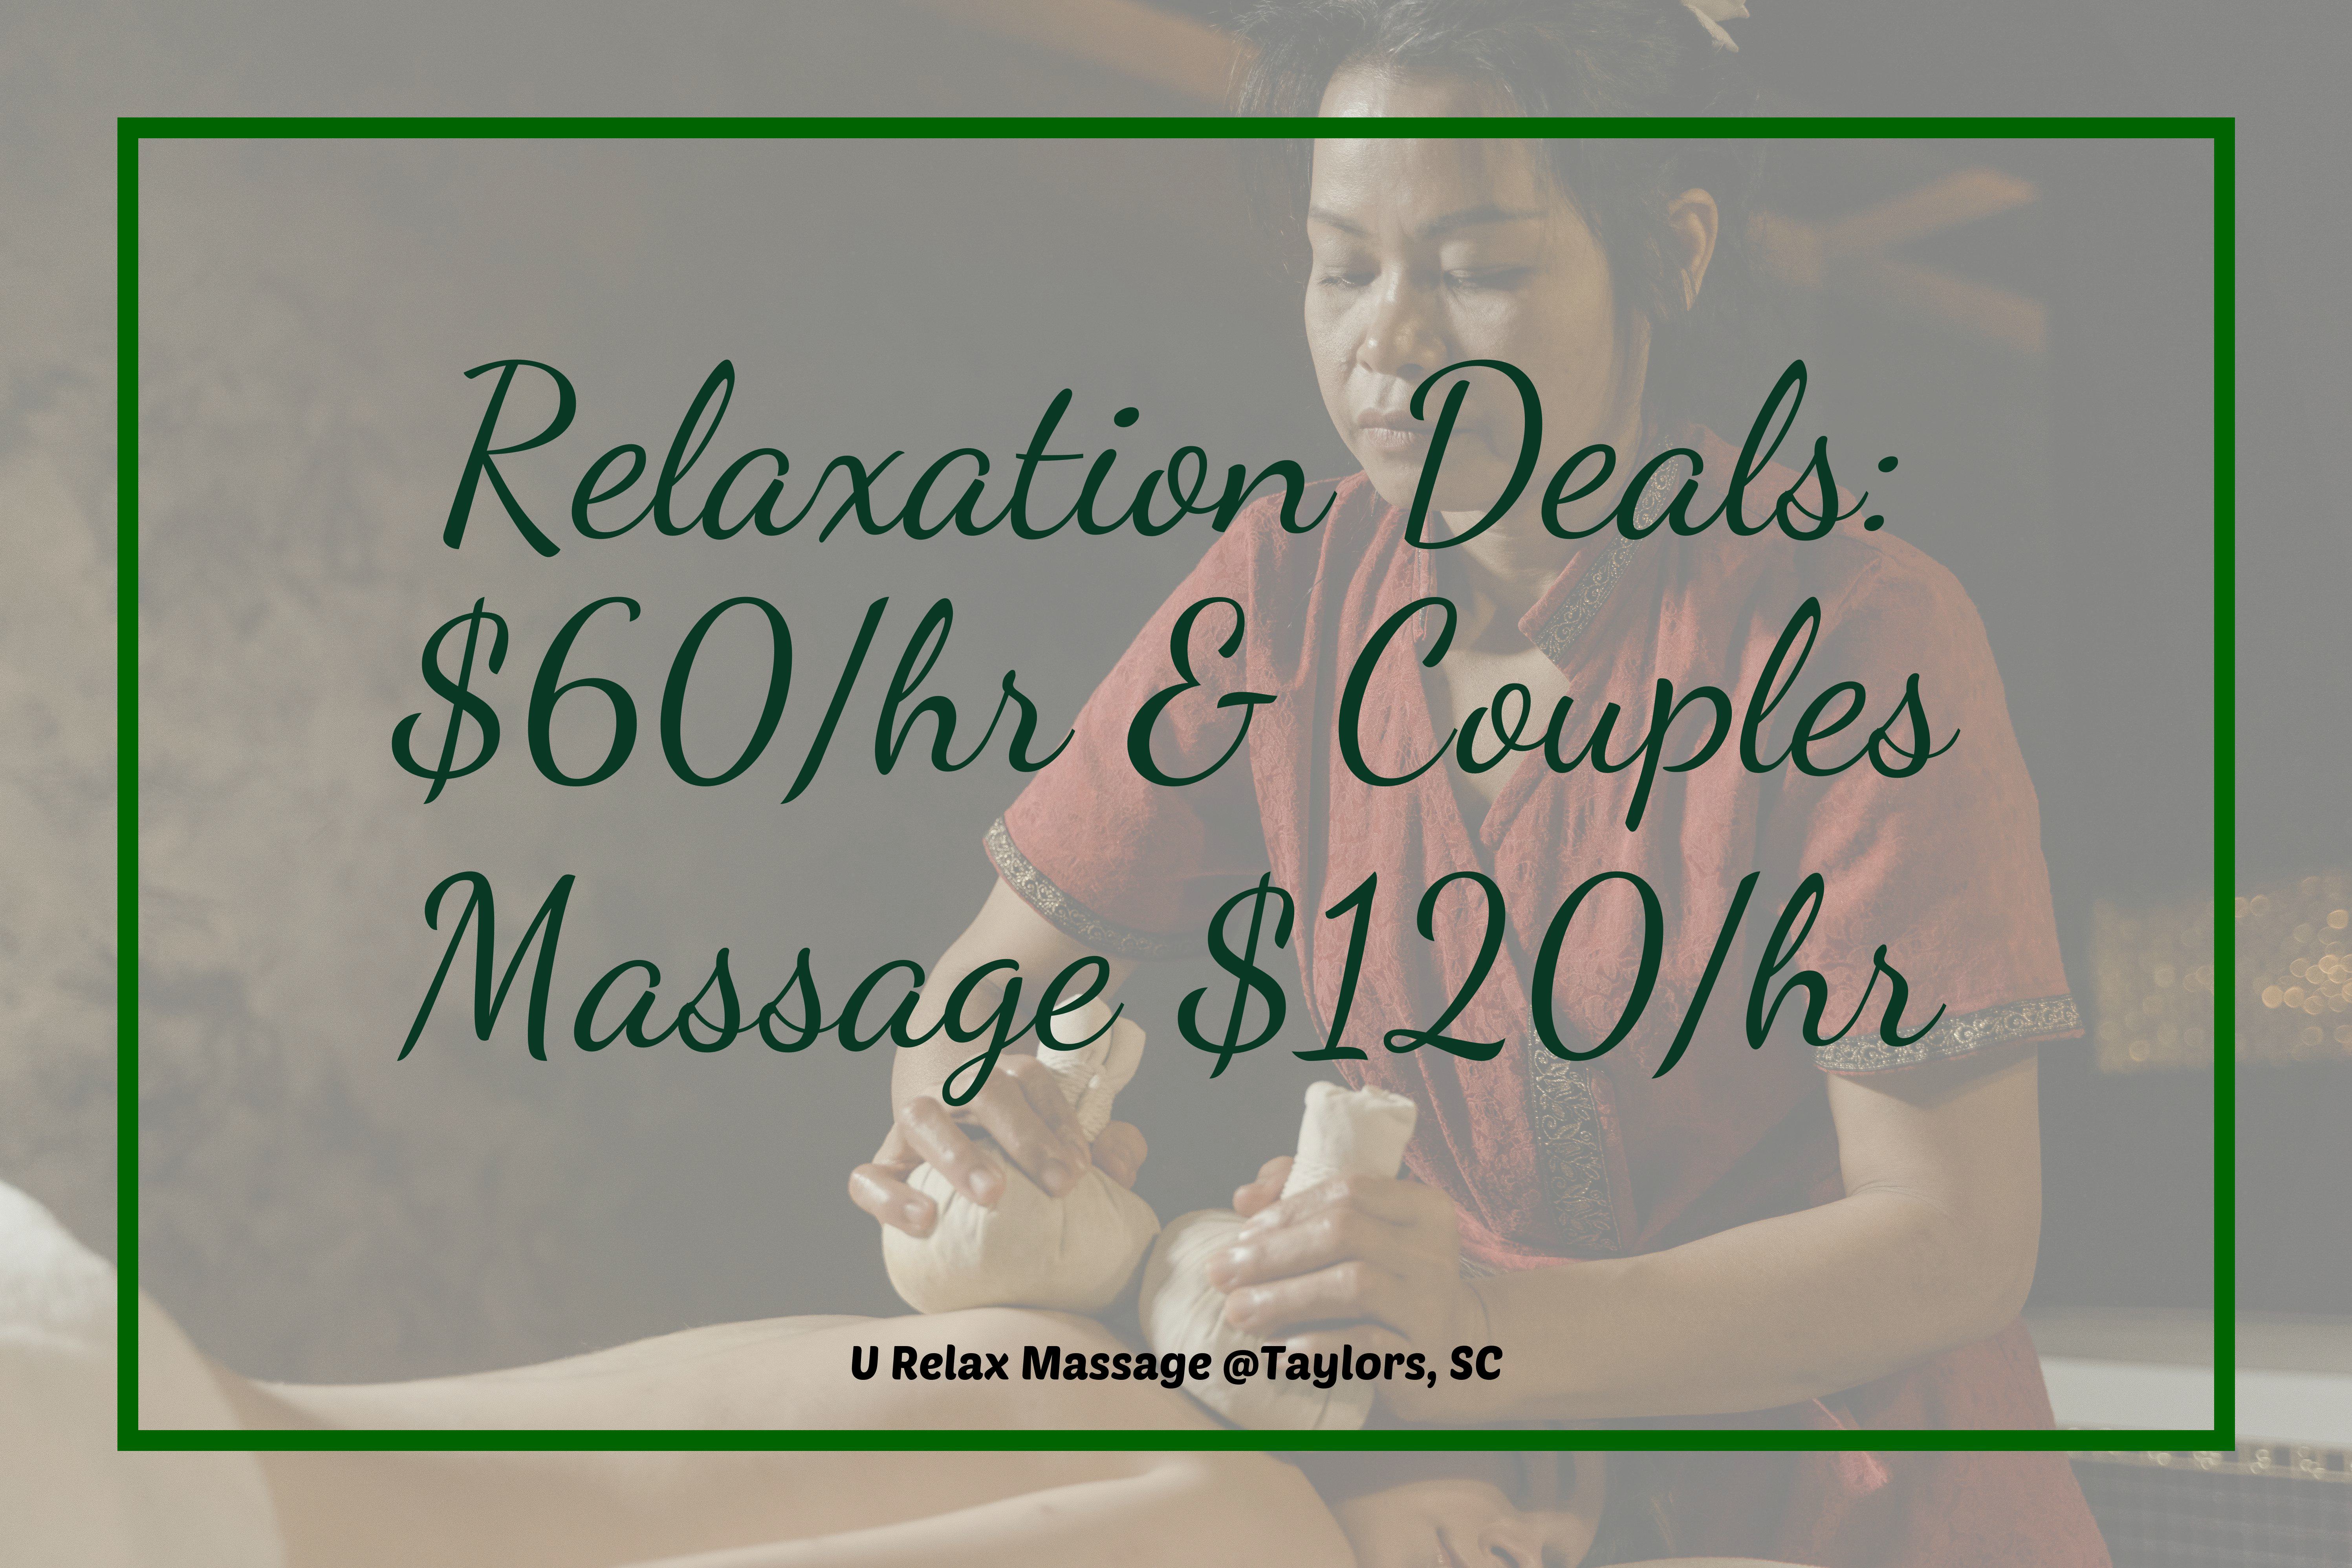 Relaxation Deals:
$60/hr & Couples
Massage $120/hr
U Relax Massage @Taylors, SC